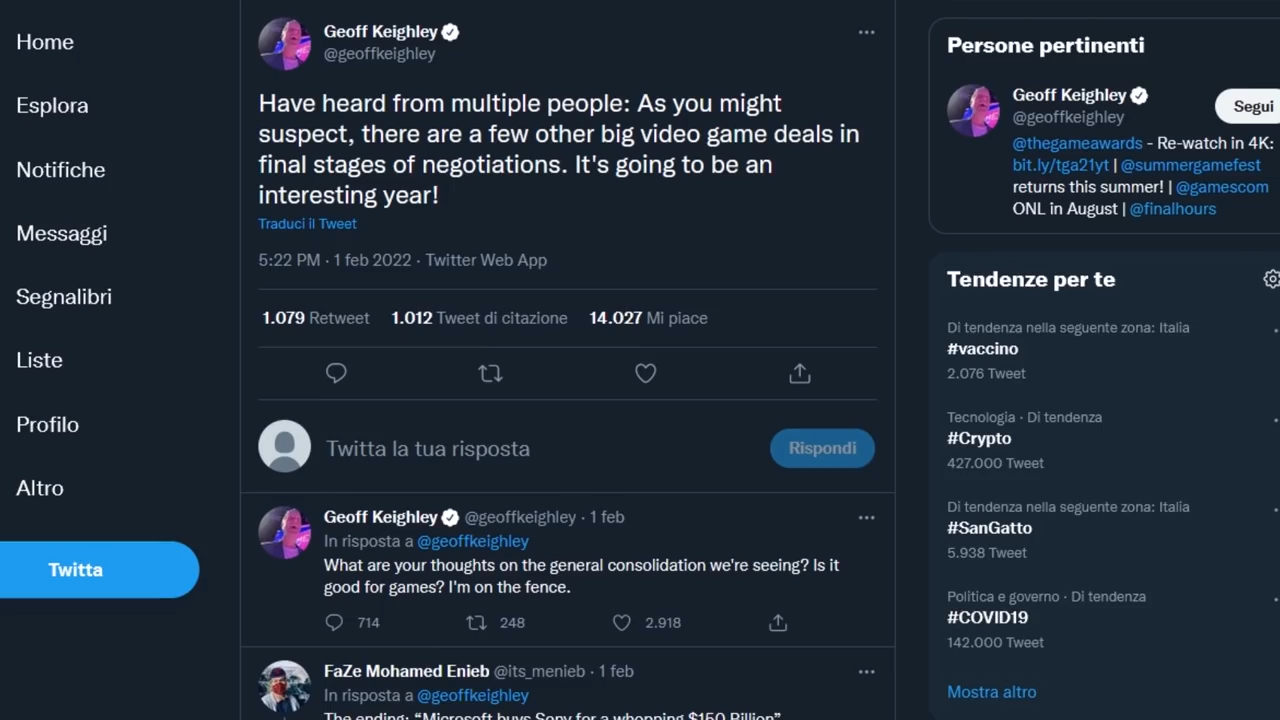 Home
Esplora
Notifiche
Messaggi
Segnalibri
Liste
Profilo
Altro
Twitta
Geoff Keighley
@geoffkeighley
Have heard from multiple people: As you might
suspect, there are a few other big video game deals in
final stages of negotiations. It's going to be an
interesting year!
Traduci il Tweet
5:22 PM · 1 feb 2022 · Twitter Web App
1.079 Retweet 1.012 Tweet di citazione 14.027 Mi piace
Twitta la tua risposta
Rispondi
Geoff Keighley @geoffkeighley · 1 feb
In risposta a @geoffkeighley
What are your thoughts on the general consolidation we're seeing? Is it
good for games? I'm on the fence.
714 248 2.918
FaZe Mohamed Enieb @its_menieb · 1 feb
In risposta a @geoffkeighley
The ending: “Microsoft buys Sony for a whopping $150 Billion”
Persone pertinenti
Geoff Keighley
@geoffkeighley
Segui
@thegameawards - Re-watch in 4K:
bit.ly/tga21yt | @summergamefest
returns this summer! | @gamescom
ONL in August | @finalhours
Tendenze per te
Di tendenza nella seguente zona: Italia
#vaccino
2.076 Tweet
Tecnologia · Di tendenza
#Crypto
427.000 Tweet
Di tendenza nella seguente zona: Italia
#SanGatto
5.938 Tweet
Politica e governo · Di tendenza
#COVID19
142.000 Tweet
Mostra altro